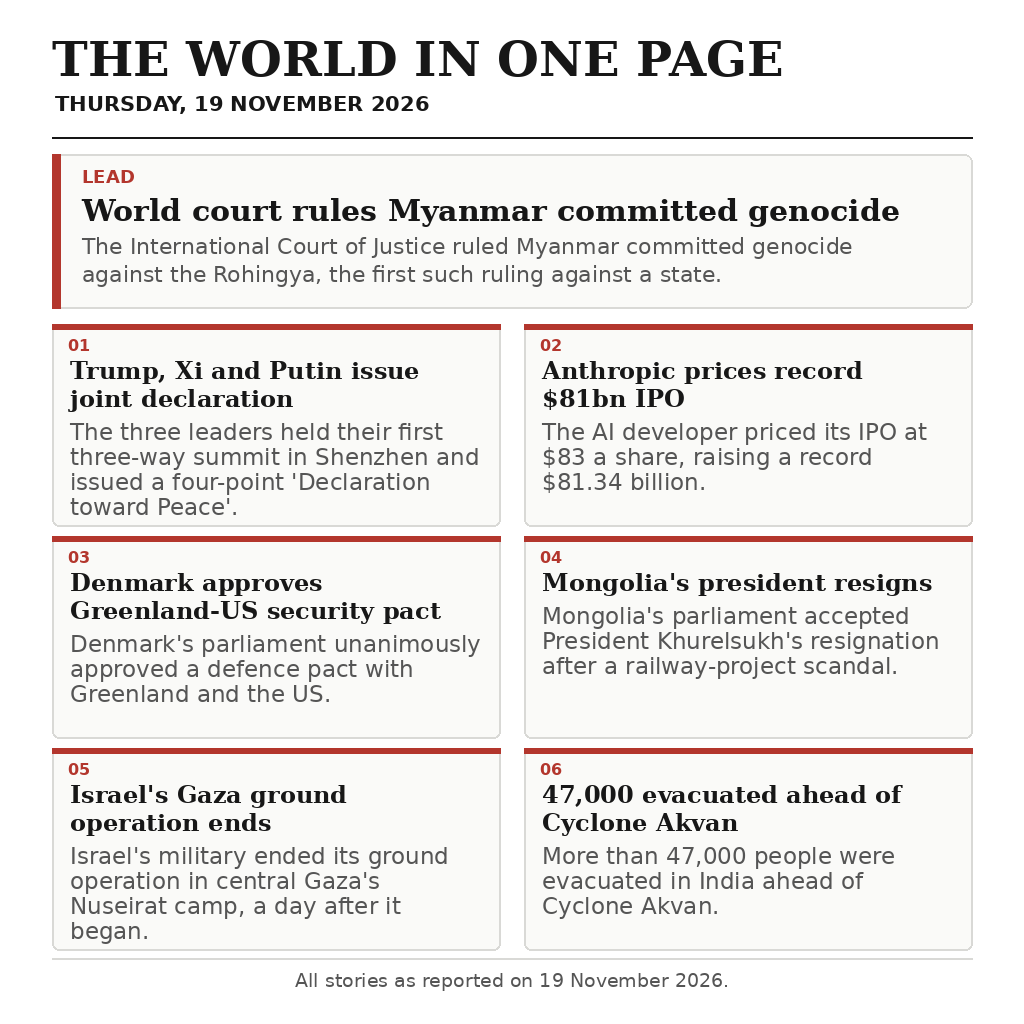 THE WORLD IN ONE PAGE
THURSDAY, 19 NOVEMBER 2026
LEAD
World court rules Myanmar committed genocide
The International Court of Justice ruled Myanmar committed genocide
against the Rohingya, the first such ruling against a state.
01
Trump, Xi and Putin issue
joint declaration
The three leaders held their first
three-way summit in Shenzhen and
issued a four-point 'Declaration
toward Peace'.
02
Anthropic prices record
$81bn IPO
The AI developer priced its IPO at
$83 a share, raising a record
$81.34 billion.
03
Denmark approves
Greenland-US security pact
Denmark's parliament unanimously
approved a defence pact with
Greenland and the US.
04
Mongolia's president resigns
Mongolia's parliament accepted
President Khurelsukh's resignation
after a railway-project scandal.
05
Israel's Gaza ground
operation ends
Israel's military ended its ground
operation in central Gaza's
Nuseirat camp, a day after it
began.
06
47,000 evacuated ahead of
Cyclone Akvan
More than 47,000 people were
evacuated in India ahead of
Cyclone Akvan.
All stories as reported on 19 November 2026.